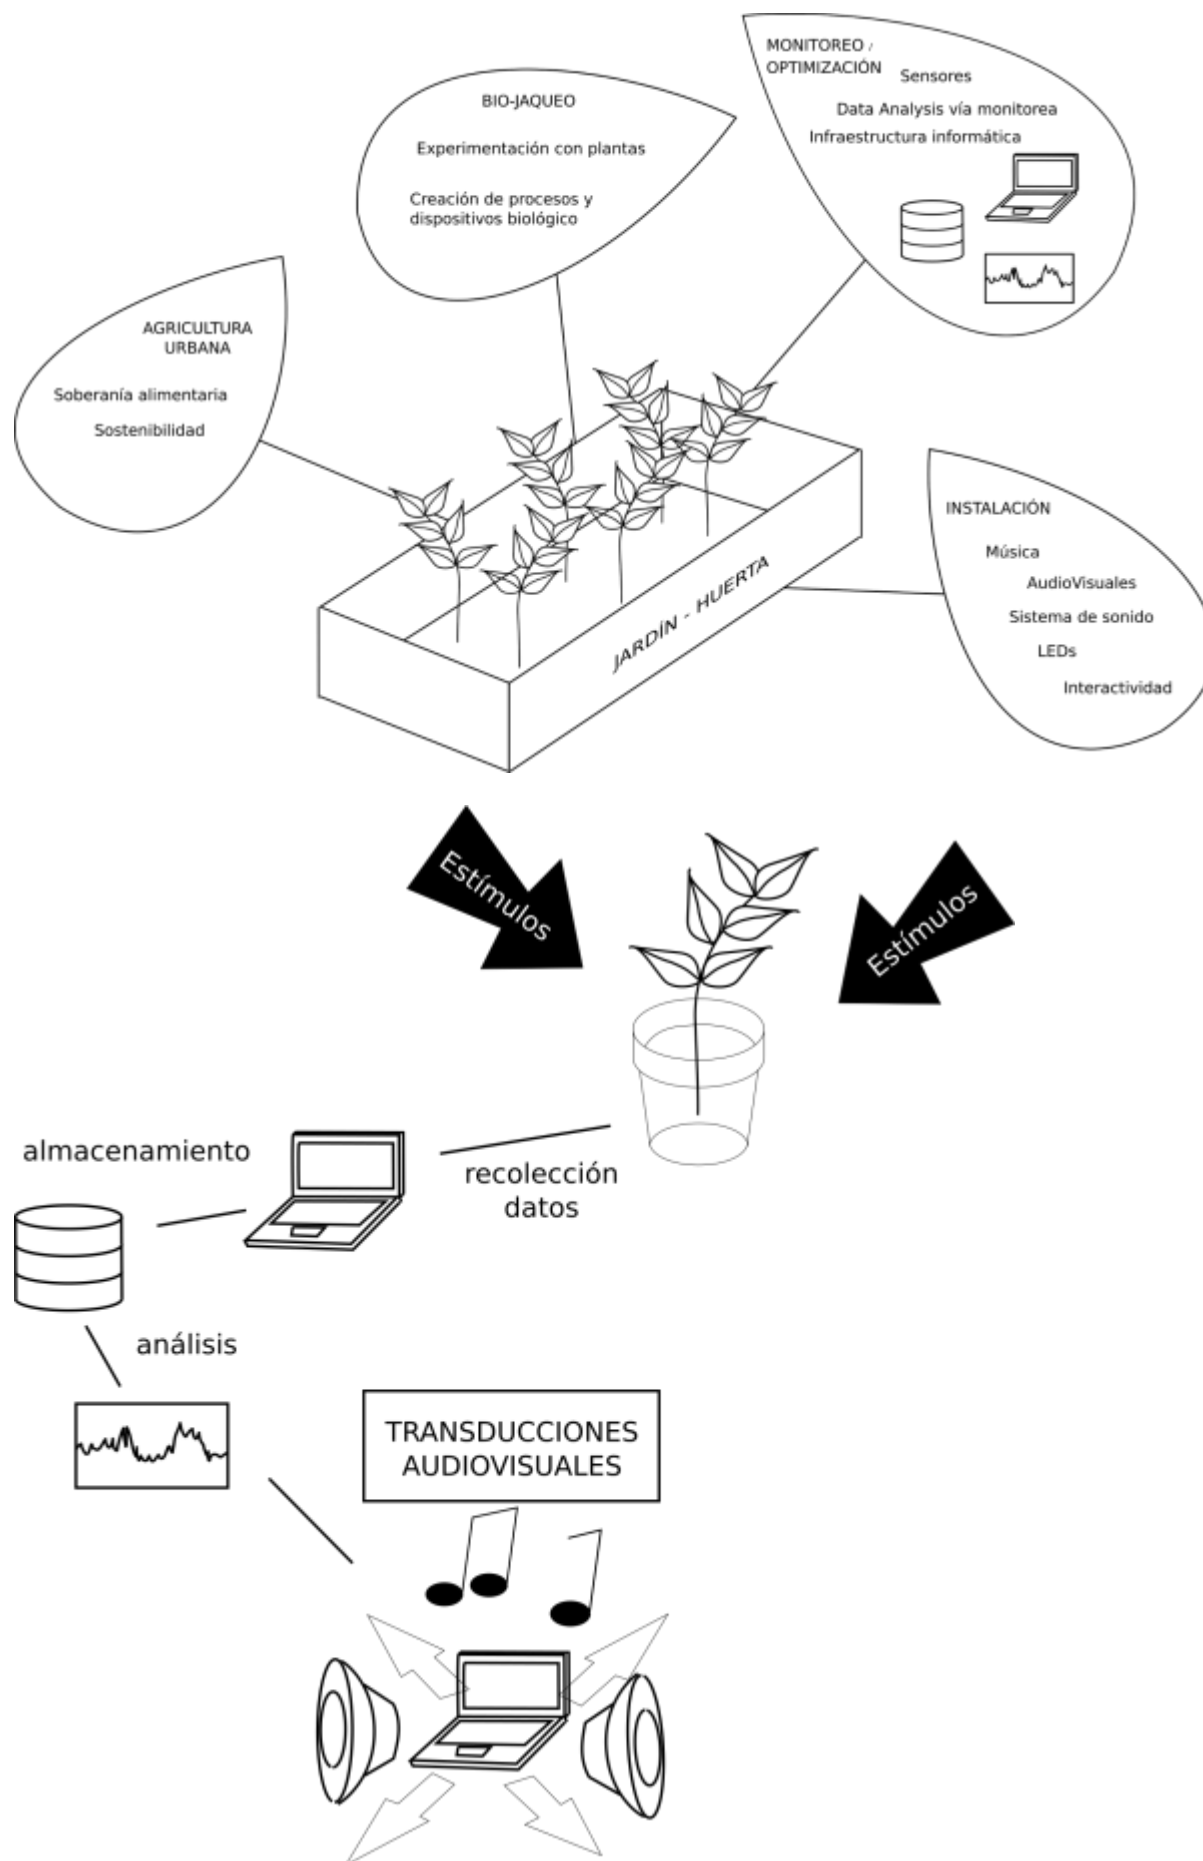 MONITOREO /
OPTIMIZACIÓN
Sensores
Data Analysis vía monitorea
Infraestructura informática
BIO-JAQUEO
Experimentación con plantas
Creación de procesos y
dispositivos biológico
AGRICULTURA
URBANA
Soberanía alimentaria
Sostenibilidad
INSTALACIÓN
Música
AudioVisuales
Sistema de sonido
LEDs
Interactividad
JARDÍN - HUERTA
Estímulos
Estímulos
almacenamiento
recolección
datos
análisis
TRANSDUCCIONES
AUDIOVISUALES